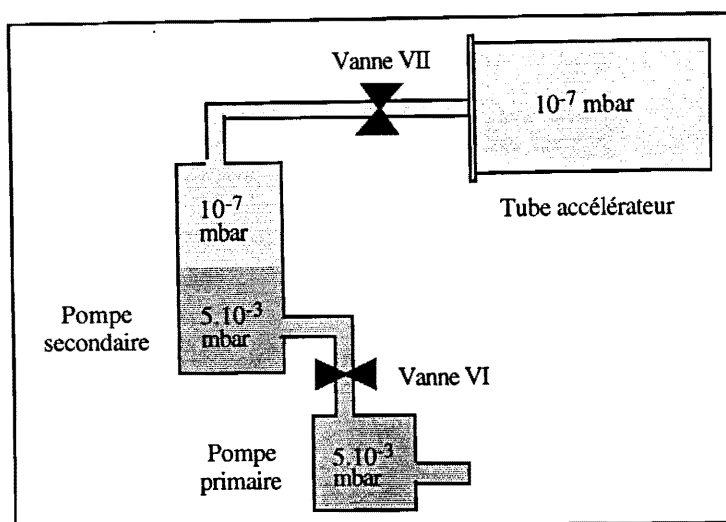 Vanne VII
10-7 mbar
Tube accélérateur
10-7
mbar
Pompe
secondaire
5.10-3
mbar
Vanne VI
Pompe
primaire
5.10-3
mbar